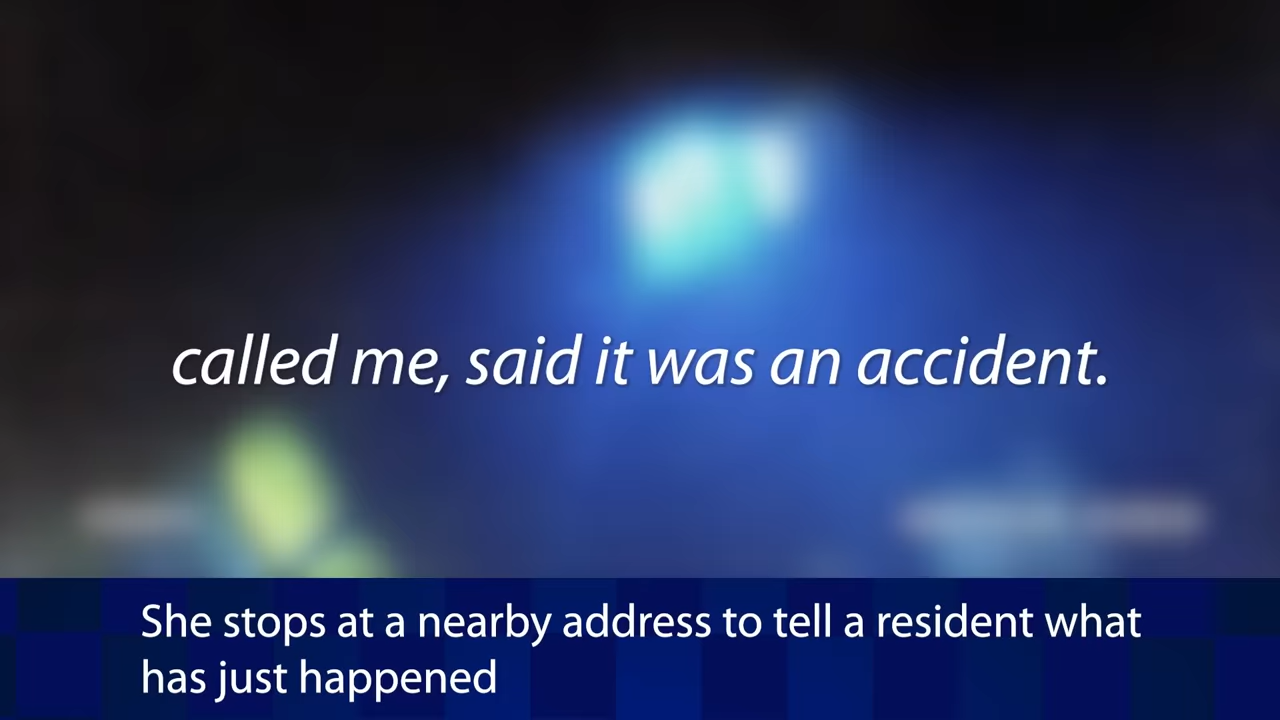 called me, said it was an accident.
She stops at a nearby address to tell a resident what
has just happened